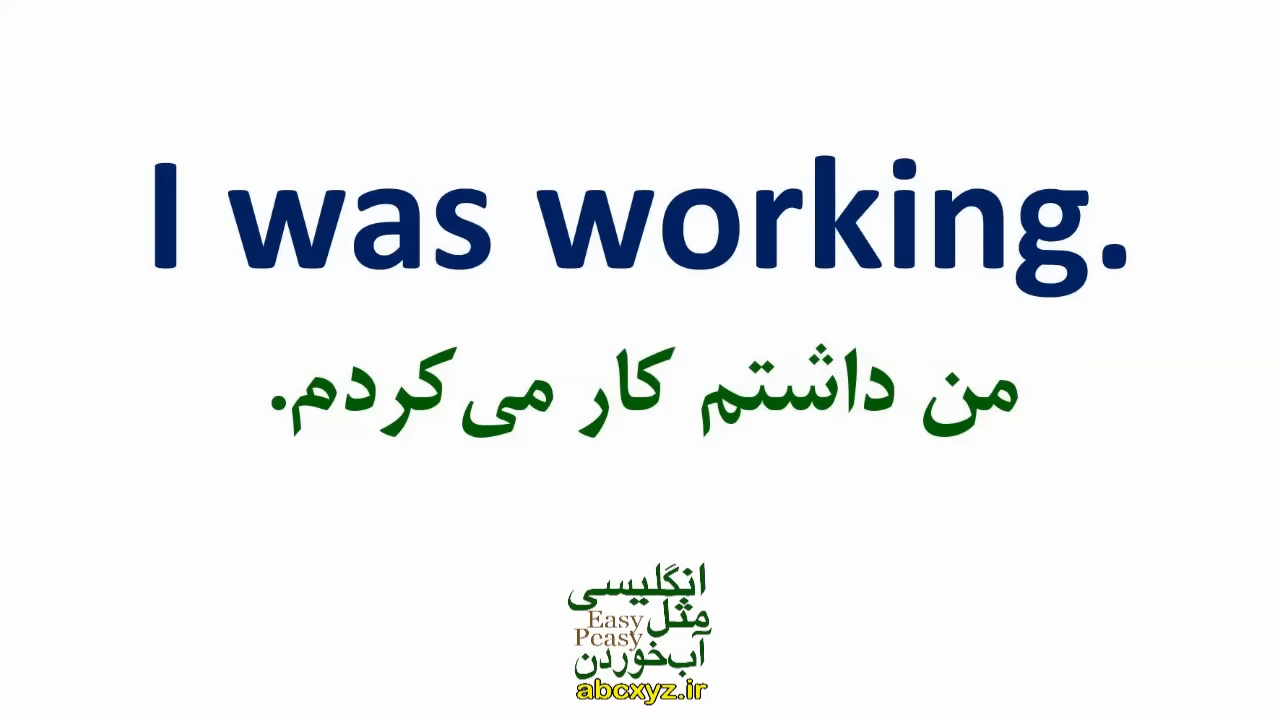 I was working.
من داشتم کار می‌کردم.
انگلیسی
مثل Easy
Peasy
آب‌خوردن
abcxyz.ir